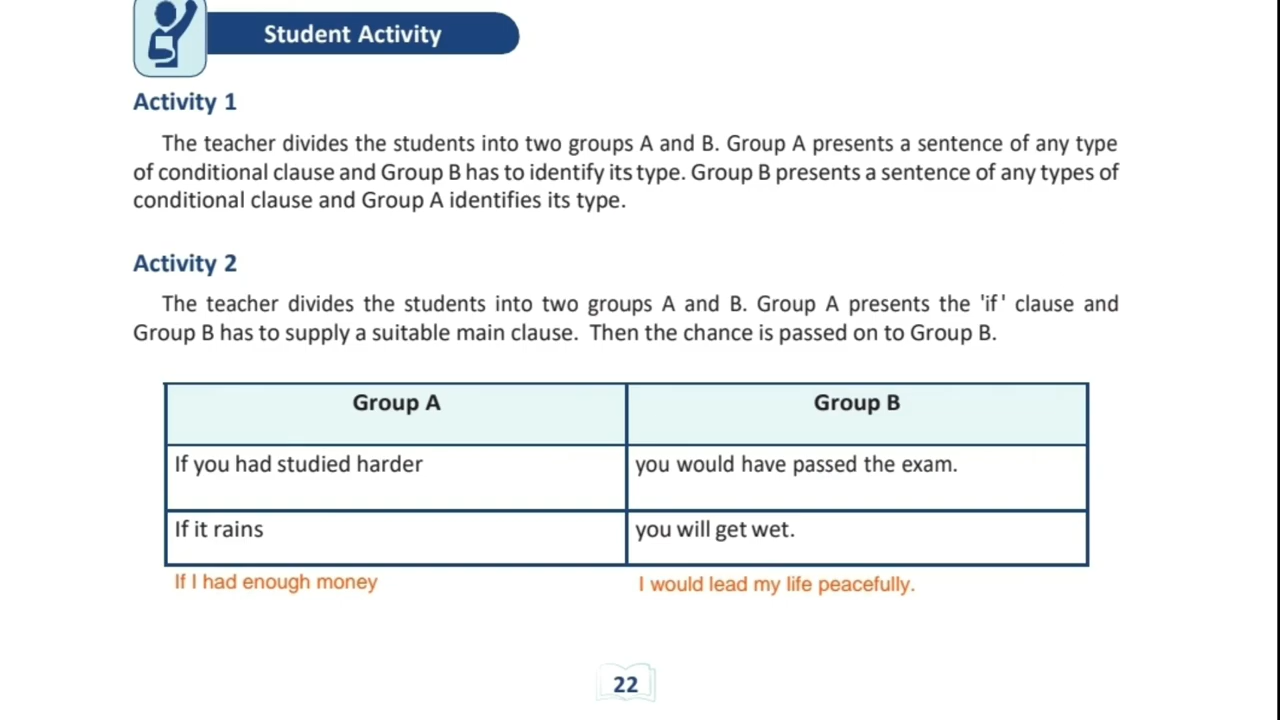 Student Activity
Activity 1
The teacher divides the students into two groups A and B. Group A presents a sentence of any type
of conditional clause and Group B has to identify its type. Group B presents a sentence of any types of
conditional clause and Group A identifies its type.
Activity 2
The teacher divides the students into two groups A and B. Group A presents the 'if' clause and
Group B has to supply a suitable main clause. Then the chance is passed on to Group B.
Group A
Group B
If you had studied harder
you would have passed the exam.
If it rains
you will get wet.
If I had enough money
I would lead my life peacefully.
22